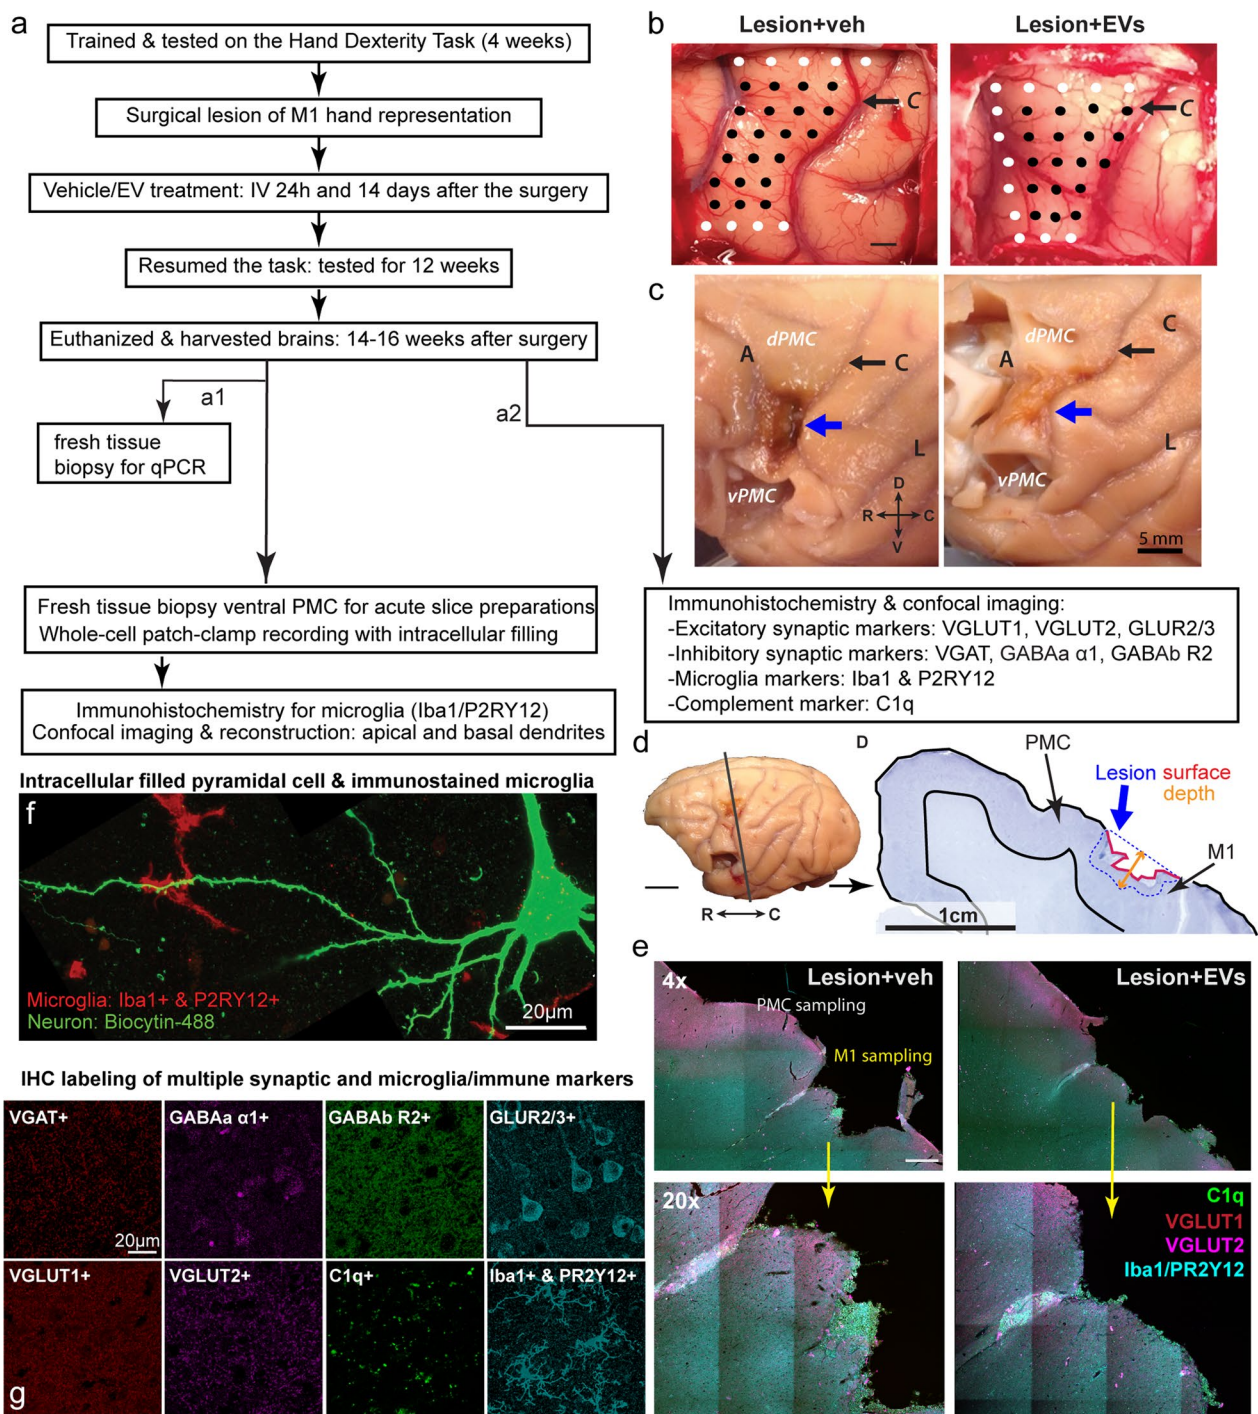 a
Trained & tested on the Hand Dexterity Task (4 weeks)
Surgical lesion of M1 hand representation
Vehicle/EV treatment: IV 24h and 14 days after the surgery
Resumed the task: tested for 12 weeks
Euthanized & harvested brains: 14-16 weeks after surgery
a1
a2
fresh tissue
biopsy for qPCR
Fresh tissue biopsy ventral PMC for acute slice preparations
Whole-cell patch-clamp recording with intracellular filling
Immunohistochemistry for microglia (Iba1/P2RY12)
Confocal imaging & reconstruction: apical and basal dendrites
Immunohistochemistry & confocal imaging:
-Excitatory synaptic markers: VGLUT1, VGLUT2, GLUR2/3
-Inhibitory synaptic markers: VGAT, GABAa α1, GABAb R2
-Microglia markers: Iba1 & P2RY12
-Complement marker: C1q
b
Lesion+veh
Lesion+EVs
C
C
c
dPMC
A
C
L
vPMC
D
R C
V
dPMC
A
C
L
vPMC
5 mm
d
D
R C
PMC
Lesion surface
depth
M1
1cm
e
4x
Lesion+veh
PMC sampling
M1 sampling
Lesion+EVs
20x
C1q
VGLUT1
VGLUT2
Iba1/PR2Y12
Intracellular filled pyramidal cell & immunostained microglia
f
Microglia: Iba1+ & P2RY12+
Neuron: Biocytin-488
20µm
IHC labeling of multiple synaptic and microglia/immune markers
VGAT+
GABAa α1+
GABAb R2+
GLUR2/3+
20µm
VGLUT1+
VGLUT2+
C1q+
Iba1+ & PR2Y12+
g